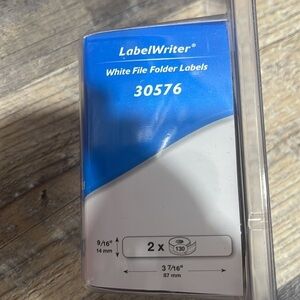 LabelWriter®
White File Folder Labels
30576
9/16"
14 mm
2 x
130
3 7/16"
87 mm